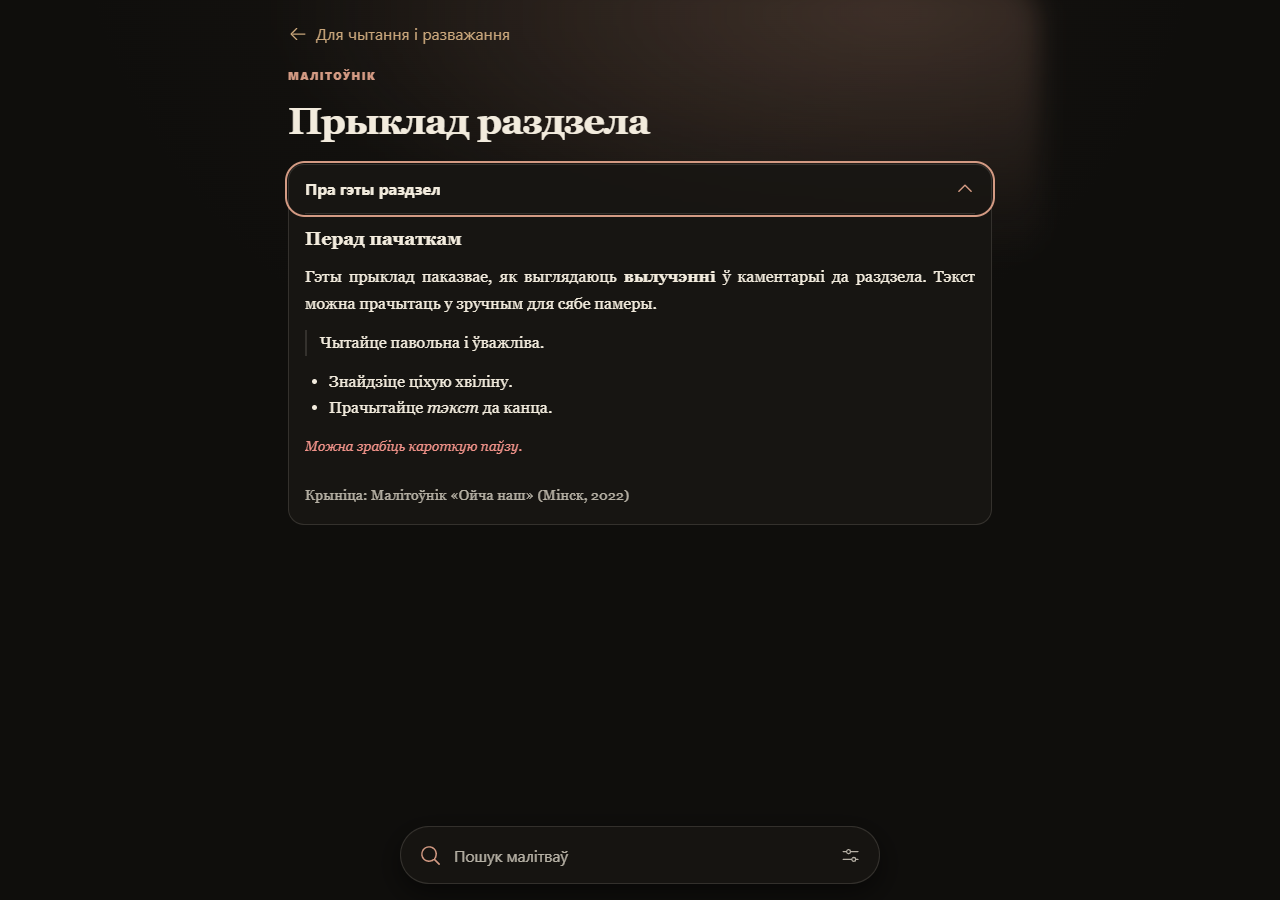 Для чытання і разважання
МАЛІТОЎНІК
Прыклад раздзела
Пра гэты раздзел
Перад пачаткам
Гэты прыклад паказвае, як выглядаюць вылучэнні ў каментарыі да раздзела. Тэкст
можна прачытаць у зручным для сябе памеры.
Чытайце павольна і ўважліва.
• Знайдзіце ціхую хвіліну.
• Прачытайце тэкст да канца.
Можна зрабіць кароткую паўзу.
Крыніца: Малітоўнік «Ойча наш» (Мінск, 2022)
Пошук малітваў